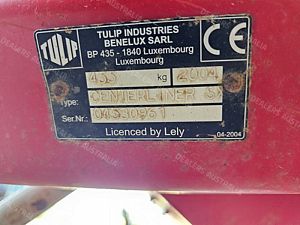 TULIP
TULIP INDUSTRIES
BENELUX SARL
BP 435 - 1840 Luxembourg
Luxembourg
CE
435 kg 2004
Type: CENTERLINER SX
Ser.Nr:
Licenced by Lely
04-2004